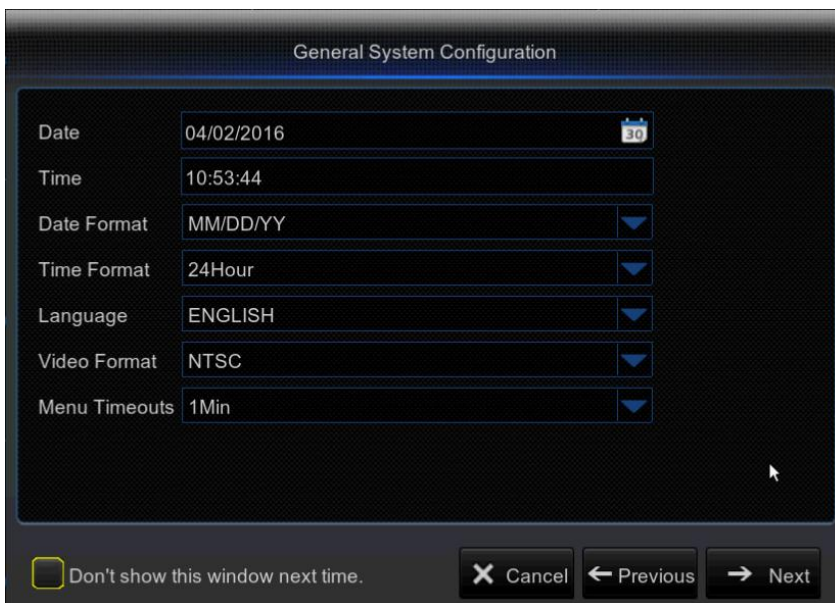 General System Configuration
Date 04/02/2016 30
Time 10:53:44
Date Format MM/DD/YY
Time Format 24Hour
Language ENGLISH
Video Format NTSC
Menu Timeouts 1Min
Don't show this window next time. Cancel Previous Next